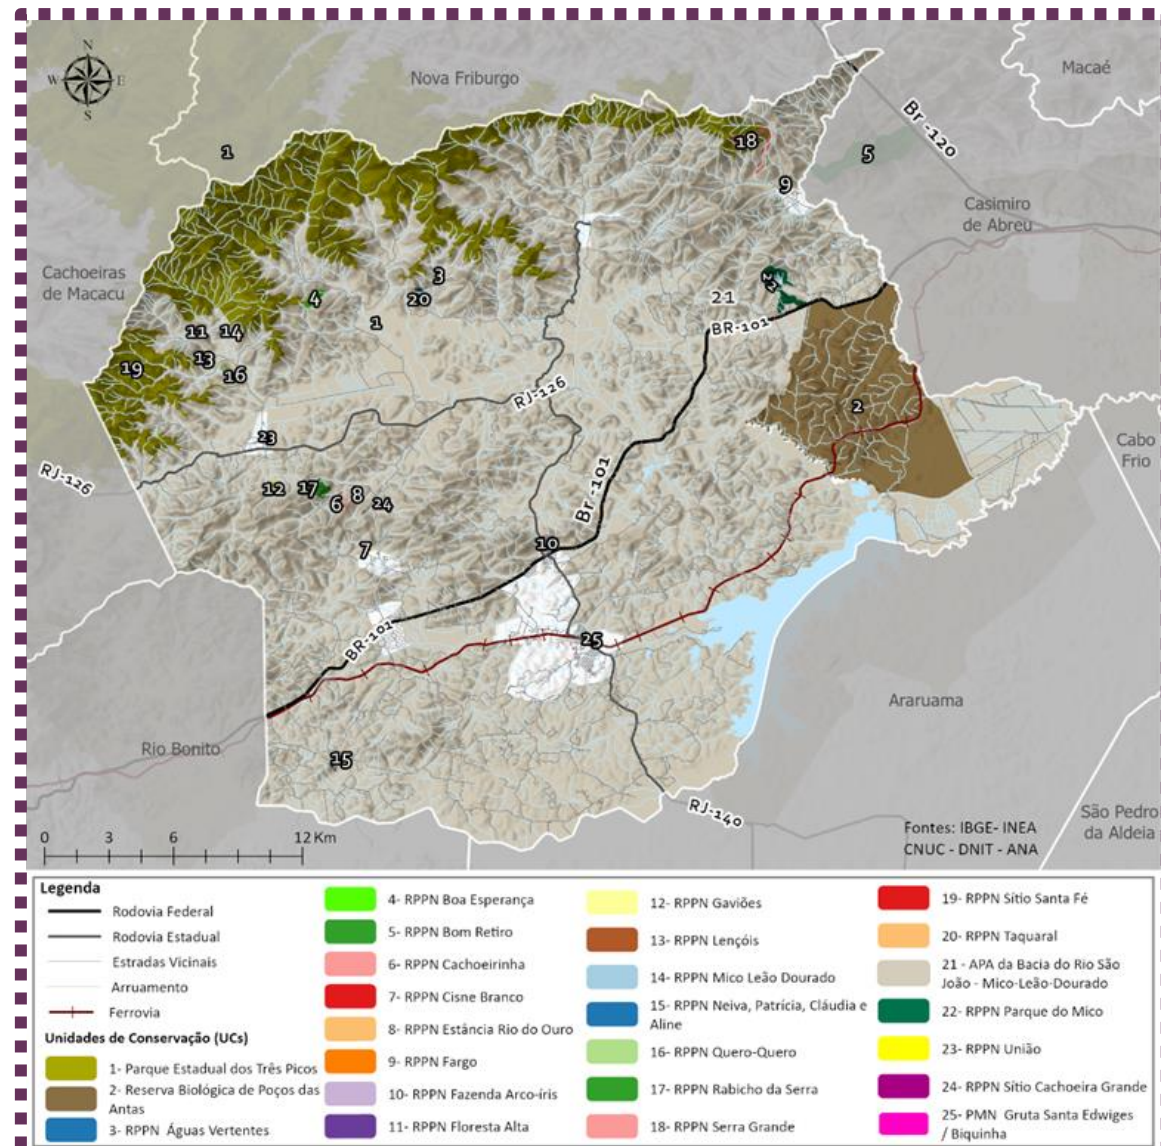 N
W E
S
Nova Friburgo
Macaé
Br -120
1
18
5
9
Casimiro
de Abreu
Cachoeiras
de Macacu
3
4
20
21
1
BR-101
11
14
13
19
16
2
RJ-126
23
Cabo
Frio
RJ-126
12
17
8
6
24
Br -101
7
10
BR-101
25
Araruama
Rio Bonito
15
RJ-140
São Pedro
da Aldeia
0 3 6 12 Km
Fontes: IBGE- INEA
CNUC - DNIT - ANA
Legenda
Rodovia Federal
Rodovia Estadual
Estradas Vicinais
Arruamento
Ferrovia
Unidades de Conservação (UCs)
1- Parque Estadual dos Três Picos
2- Reserva Biológica de Poços das
Antas
3- RPPN Águas Vertentes
4- RPPN Boa Esperança
5- RPPN Bom Retiro
6- RPPN Cachoeirinha
7- RPPN Cisne Branco
8- RPPN Estância Rio do Ouro
9- RPPN Fargo
10- RPPN Fazenda Arco-íris
11- RPPN Floresta Alta
12- RPPN Gaviões
13- RPPN Lençóis
14- RPPN Mico Leão Dourado
15- RPPN Neiva, Patrícia, Cláudia e
Aline
16- RPPN Quero-Quero
17- RPPN Rabicho da Serra
18- RPPN Serra Grande
19- RPPN Sítio Santa Fé
20- RPPN Taquaral
21 - APA da Bacia do Rio São
João - Mico-Leão-Dourado
22- RPPN Parque do Mico
23- RPPN União
24- RPPN Sítio Cachoeira Grande
25- PMN Gruta Santa Edwiges
/ Biquinha